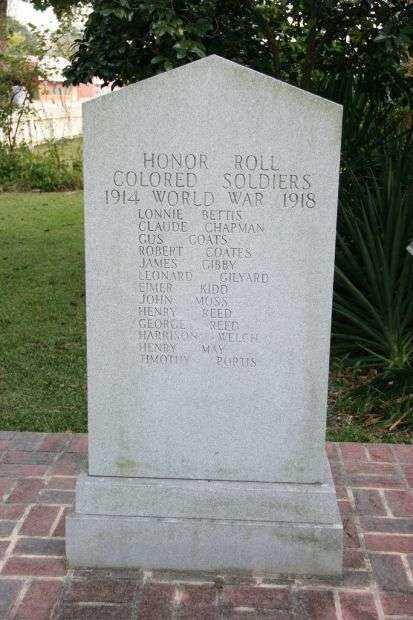 HONOR ROLL
COLORED SOLDIERS
1914 WORLD WAR 1918
LONNIE BETTIS
CLAUDE CHAPMAN
GUS COATS
ROBERT COATES
JAMES GIBBY
LEONARD GILYARD
ELMER KIDD
JOHN MOSS
HENRY REED
GEORGE REED
HARRISON WELCH
HENRY MAY
TIMOTHY PORTIS